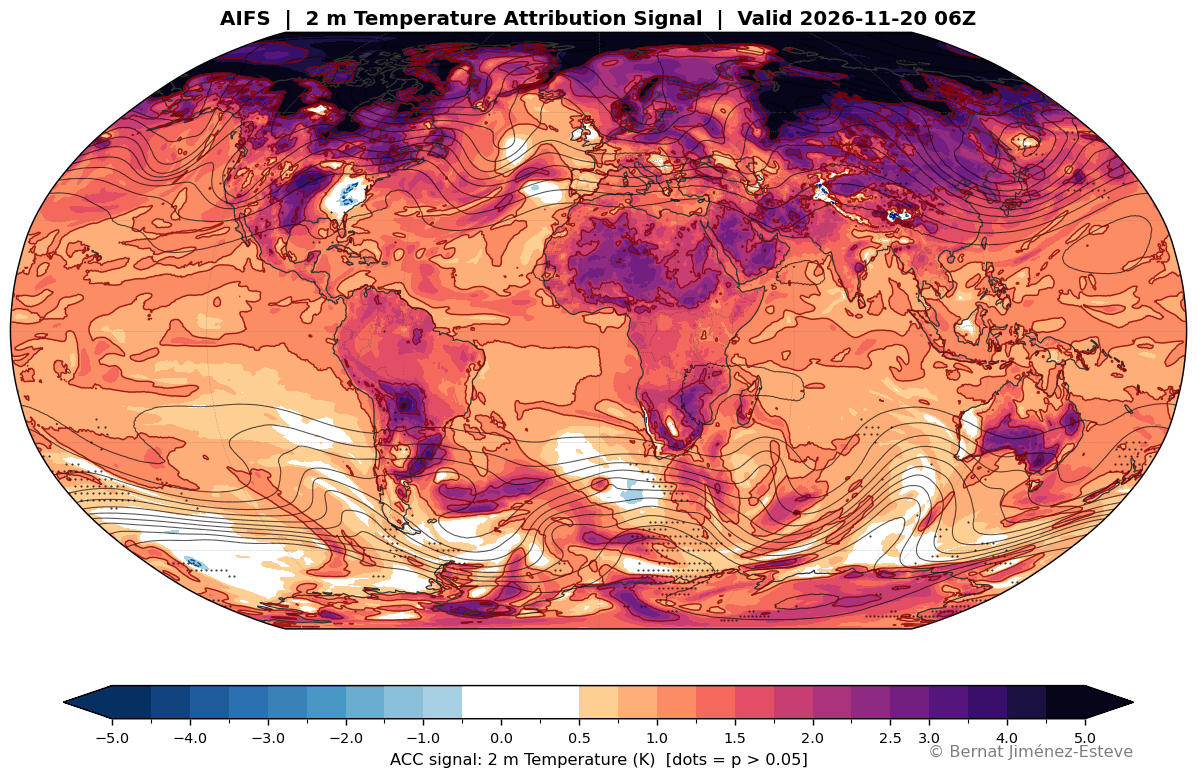 AIFS | 2 m Temperature Attribution Signal | Valid 2026-11-20 06Z
−5.0 −4.0 −3.0 −2.0 −1.0 0.0 0.5 1.0 1.5 2.0 2.5 3.0 4.0 5.0
© Bernat Jiménez-Esteve
ACC signal: 2 m Temperature (K) [dots = p > 0.05]